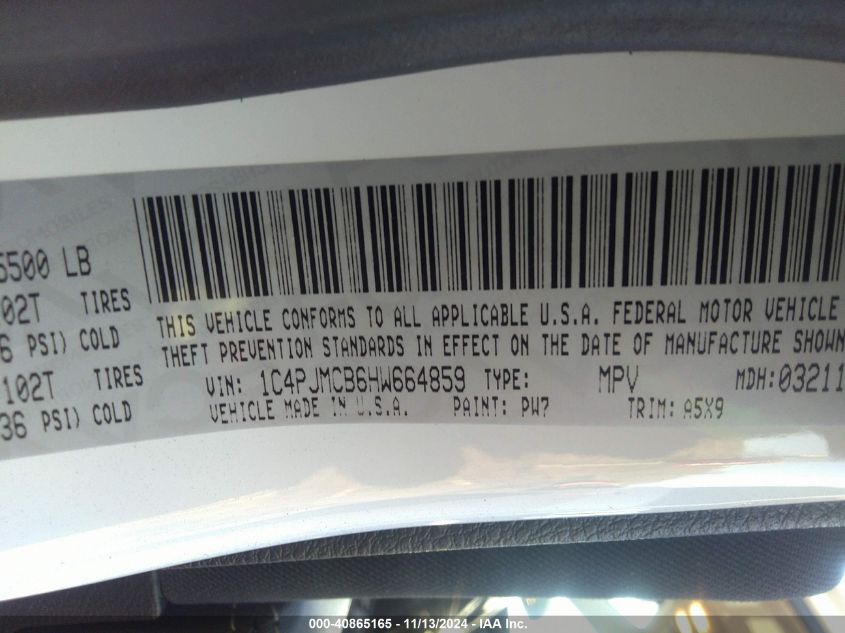 5500 LB
02T TIRES
6 PSI) COLD
102T TIRES
36 PSI) COLD
THIS VEHICLE CONFORMS TO ALL APPLICABLE U.S.A. FEDERAL MOTOR VEHICLE
THEFT PREVENTION STANDARDS IN EFFECT ON THE DATE OF MANUFACTURE SHOWN
VIN: 1C4PJMCB6HW664859 TYPE: MPV MDH:03211
VEHICLE MADE IN U.S.A. PAINT: PW7 TRIM: A5X9
000-40865165 - 11/13/2024 - IAA Inc.